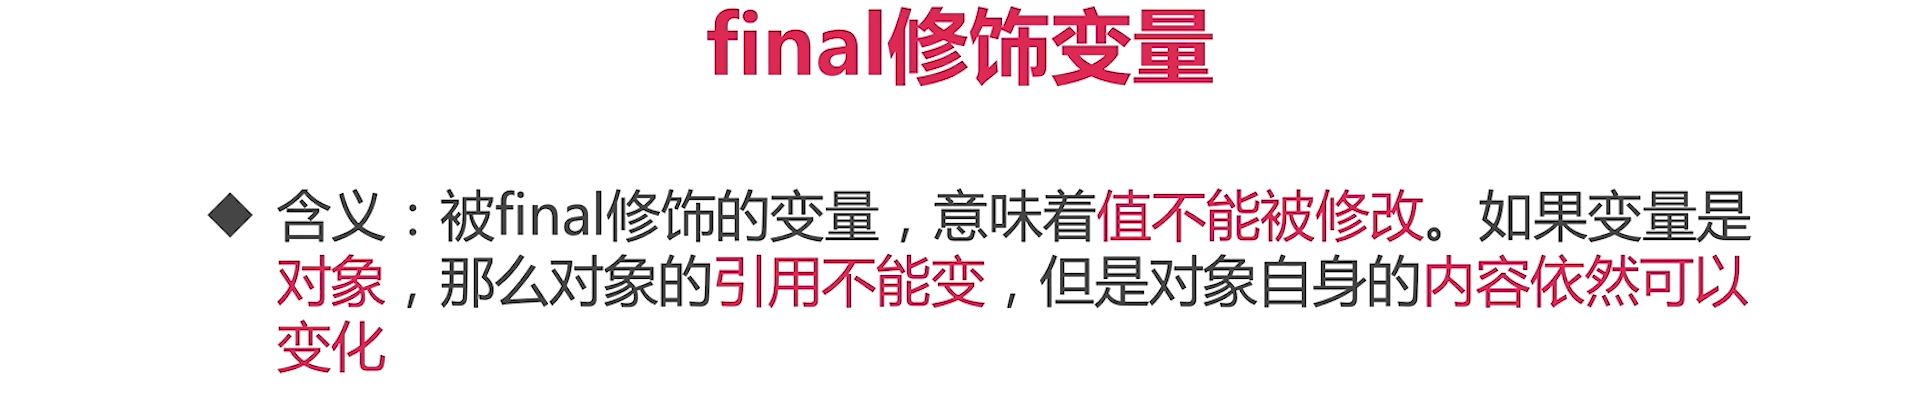 final修饰变量
◆ 含义：被final修饰的变量，意味着值不能被修改。如果变量是
对象，那么对象的引用不能变，但是对象自身的内容依然可以
变化